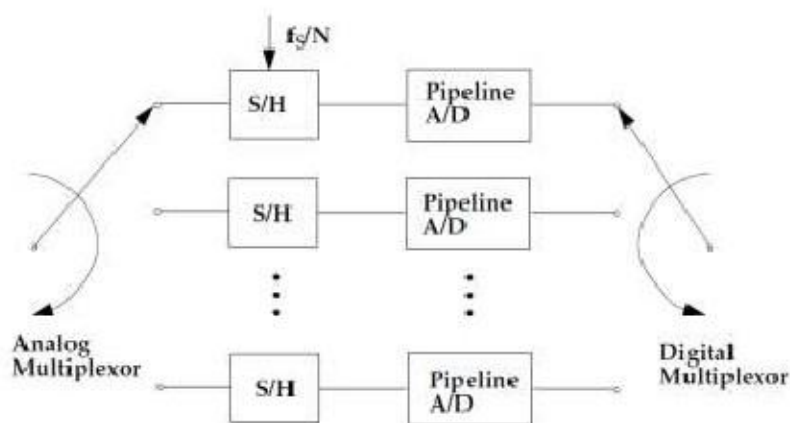 fS/N
S/H
Pipeline
A/D
S/H
Pipeline
A/D
Analog
Multiplexor
Digital
Multiplexor
S/H
Pipeline
A/D